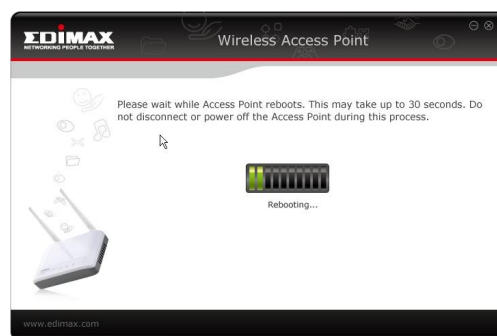 EDIMAX
NETWORKING PEOPLE TOGETHER
Wireless Access Point
Please wait while Access Point reboots. This may take up to 30 seconds. Do
not disconnect or power off the Access Point during this process.
Rebooting...
www.edimax.com